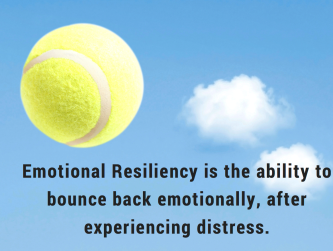 Emotional Resiliency is the ability to
bounce back emotionally, after
experiencing distress.